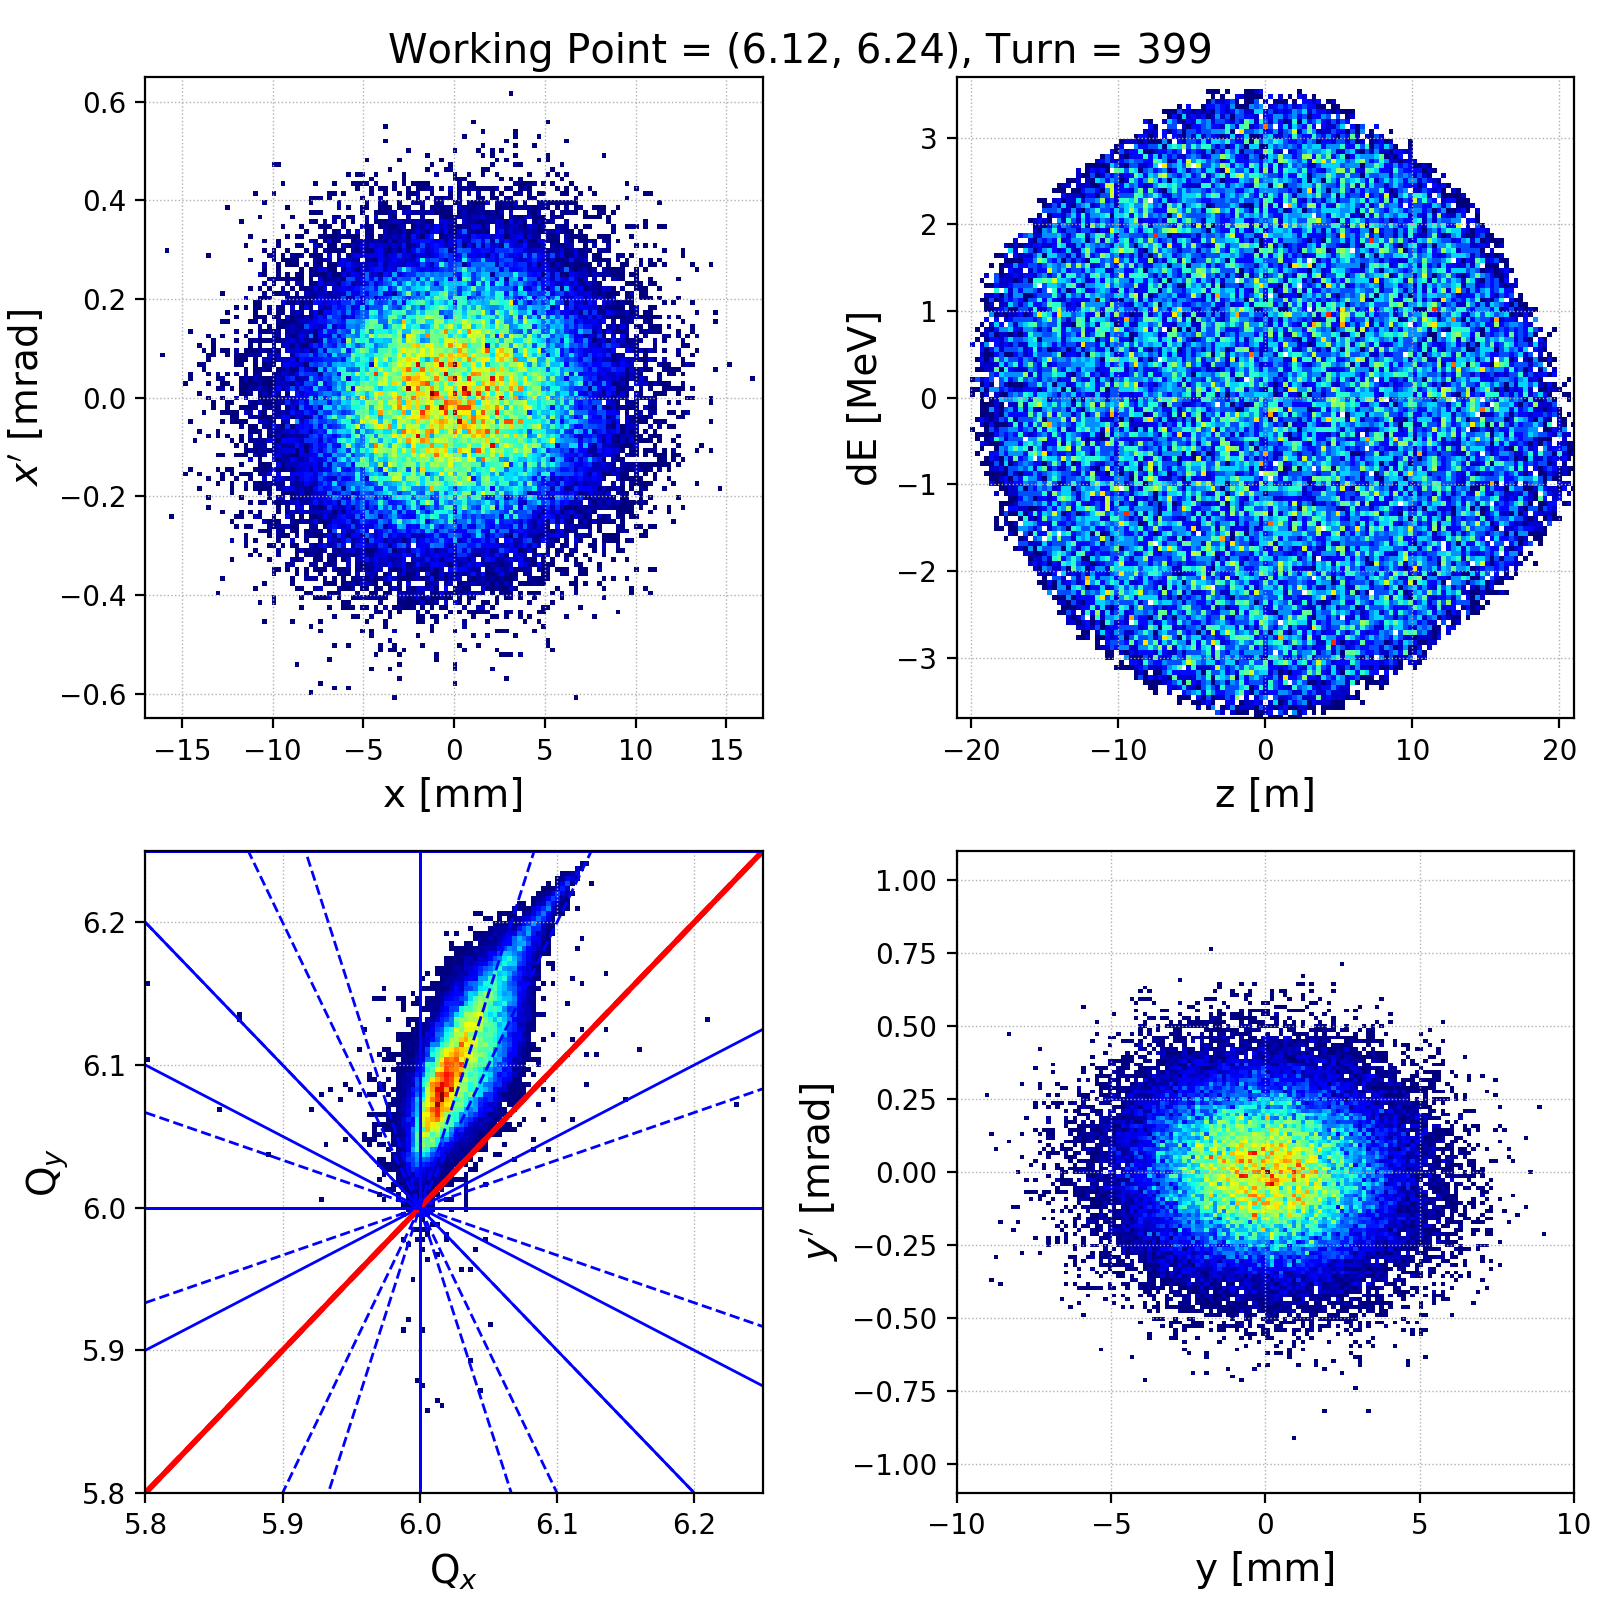 Working Point = (6.12, 6.24), Turn = 399
0.6
0.4
0.2
0.0
−0.2
−0.4
−0.6
x′ [mrad]
−15 −10 −5 0 5 10 15
x [mm]
3
2
1
0
−1
−2
−3
dE [MeV]
−20 −10 0 10 20
z [m]
6.2
6.1
6.0
5.9
5.8
Qy
5.8 5.9 6.0 6.1 6.2
Qx
1.00
0.75
0.50
0.25
0.00
−0.25
−0.50
−0.75
−1.00
y′ [mrad]
−10 −5 0 5 10
y [mm]